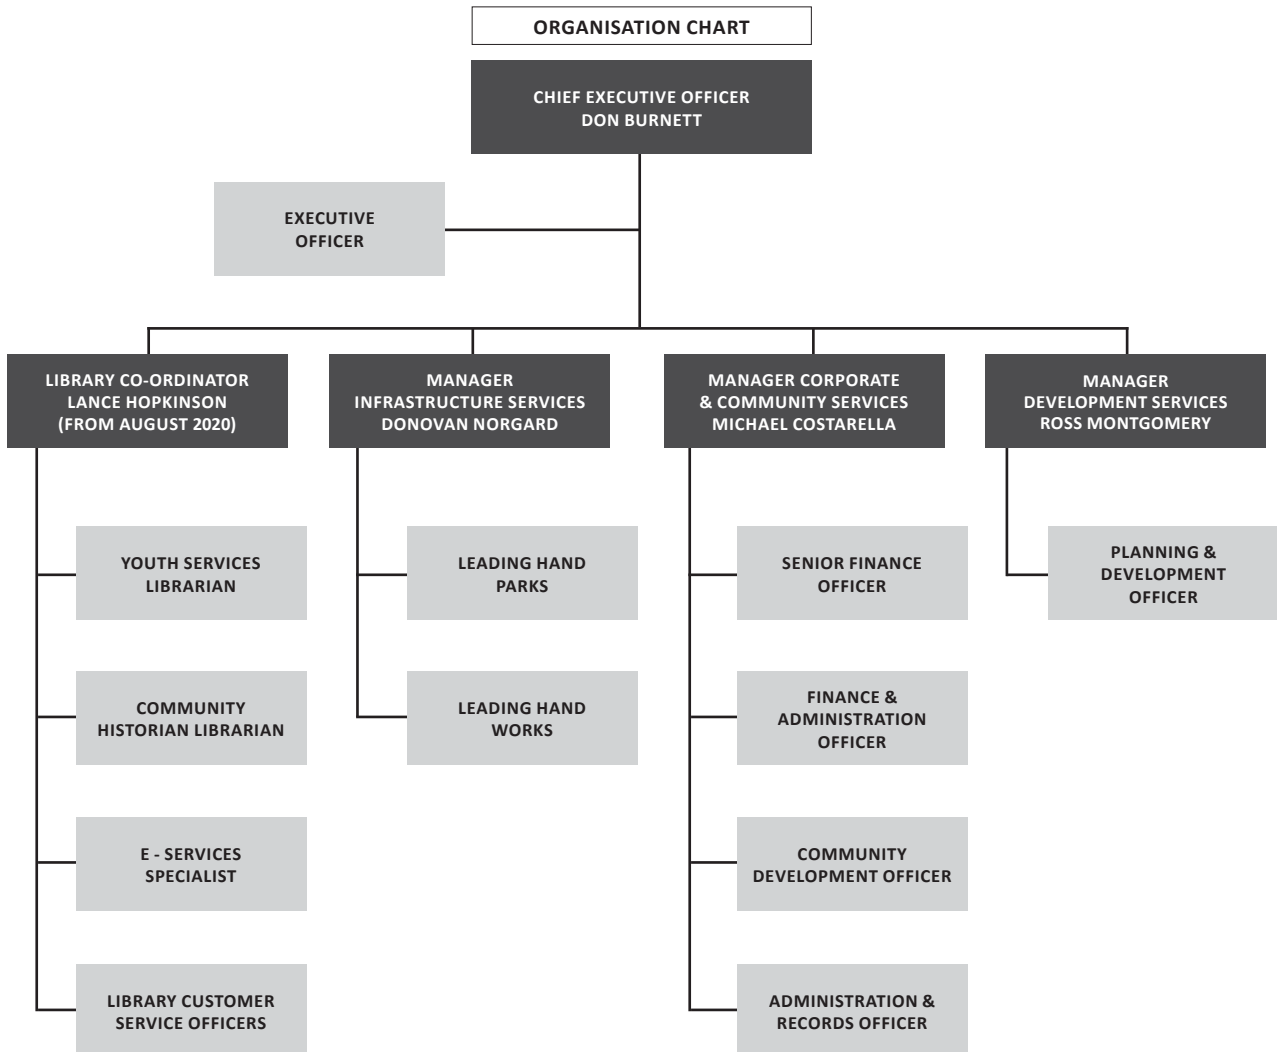 ORGANISATION CHART
CHIEF EXECUTIVE OFFICER
DON BURNETT
EXECUTIVE
OFFICER
LIBRARY CO-ORDINATOR
LANCE HOPKINSON
(FROM AUGUST 2020)
MANAGER
INFRASTRUCTURE SERVICES
DONOVAN NORGARD
MANAGER CORPORATE
& COMMUNITY SERVICES
MICHAEL COSTARELLA
MANAGER
DEVELOPMENT SERVICES
ROSS MONTGOMERY
YOUTH SERVICES
LIBRARIAN
LEADING HAND
PARKS
SENIOR FINANCE
OFFICER
PLANNING &
DEVELOPMENT
OFFICER
COMMUNITY
HISTORIAN LIBRARIAN
LEADING HAND
WORKS
FINANCE &
ADMINISTRATION
OFFICER
E - SERVICES
SPECIALIST
COMMUNITY
DEVELOPMENT OFFICER
LIBRARY CUSTOMER
SERVICE OFFICERS
ADMINISTRATION &
RECORDS OFFICER